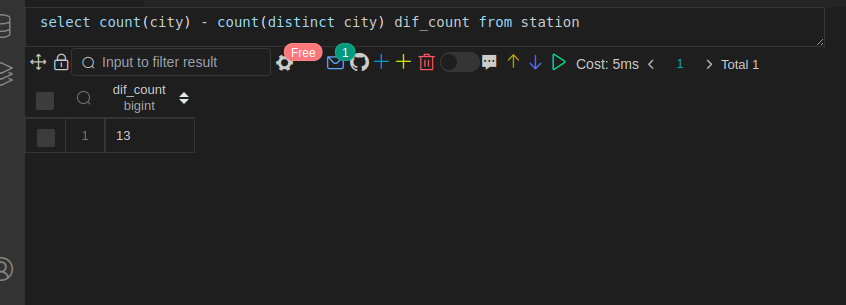 select count(city) - count(distinct city) dif_count from station
Input to filter result Free 1 Cost: 5ms 1 Total 1
dif_count
bigint
1 13